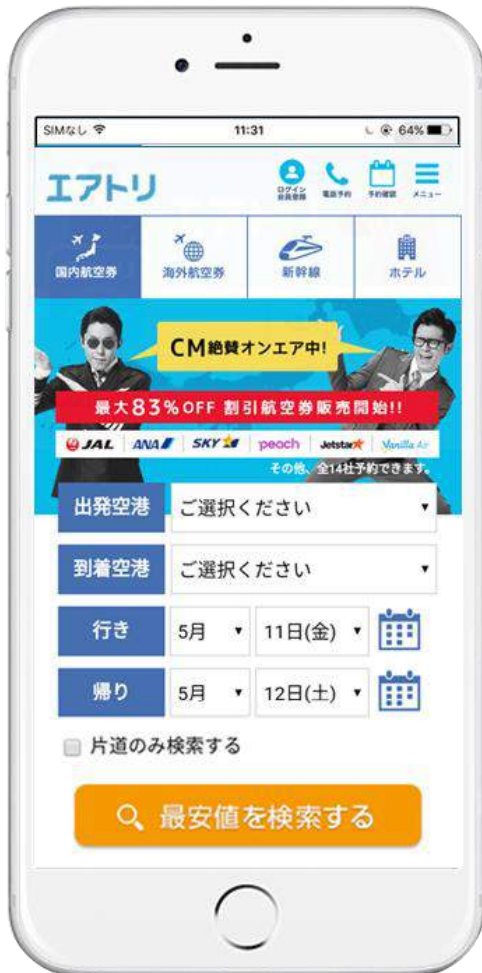 SIMなし 11:31 64%
エアトリ
ログイン
会員登録
電話予約
予約確認
メニュー
国内航空券
海外航空券
新幹線
ホテル
CM絶賛オンエア中!
最大83%OFF 割引航空券販売開始!!
JAL ANA SKY peach Jetstar Vanilla Air
その他、全14社予約できます。
出発空港 ご選択ください
到着空港 ご選択ください
行き 5月 11日(金)
帰り 5月 12日(土)
片道のみ検索する
最安値を検索する